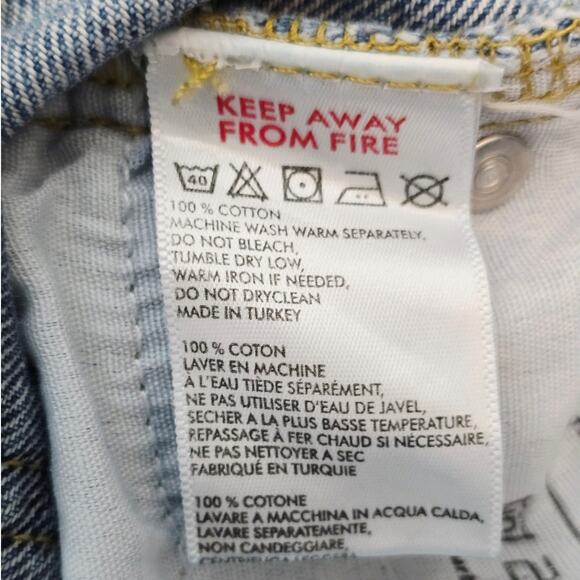 KEEP AWAY
FROM FIRE
40
100 % COTTON
MACHINE WASH WARM SEPARATELY,
DO NOT BLEACH,
TUMBLE DRY LOW,
WARM IRON IF NEEDED,
DO NOT DRYCLEAN
MADE IN TURKEY
100 % COTON
LAVER EN MACHINE
À L'EAU TIÈDE SÉPARÉMENT,
NE PAS UTILISER D'EAU DE JAVEL,
SECHER A LA PLUS BASSE TEMPERATURE,
REPASSAGE À FER CHAUD SI NÉCESSAIRE,
NE PAS NETTOYER A SEC
FABRIQUÉ EN TURQUIE
100 % COTONE
LAVARE A MACCHINA IN ACQUA CALDA,
LAVARE SEPARATEMENTE,
NON CANDEGGIARE,